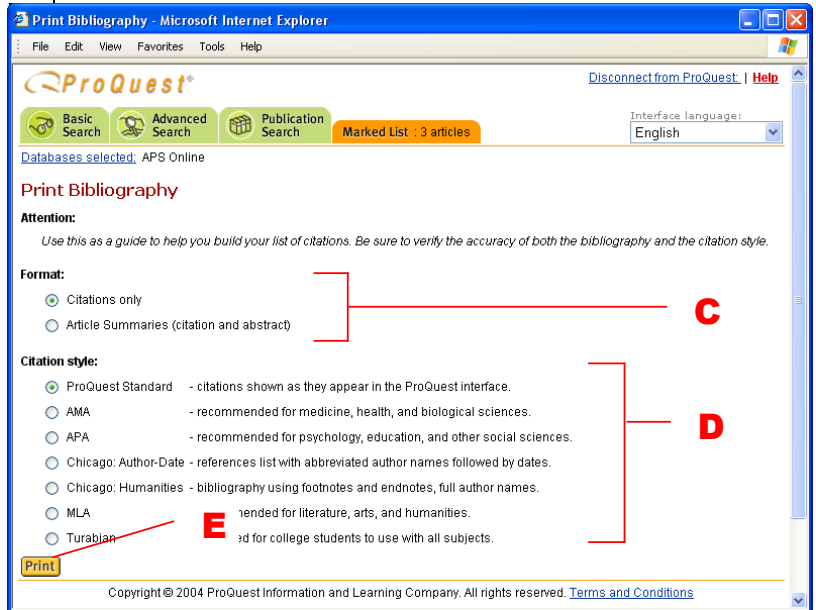 Print Bibliography - Microsoft Internet Explorer
File Edit View Favorites Tools Help
ProQuest®
Disconnect from ProQuest | Help
Basic Search
Advanced Search
Publication Search
Marked List : 3 articles
Interface language:
English
Databases selected: APS Online
Print Bibliography
Attention:
Use this as a guide to help you build your list of citations. Be sure to verify the accuracy of both the bibliography and the citation style.
Format:
Citations only
Article Summaries (citation and abstract)
C
Citation style:
ProQuest Standard - citations shown as they appear in the ProQuest interface.
AMA - recommended for medicine, health, and biological sciences.
APA - recommended for psychology, education, and other social sciences.
D
Chicago: Author-Date - references list with abbreviated author names followed by dates.
Chicago: Humanities - bibliography using footnotes and endnotes, full author names.
MLA for literature, arts, and humanities.
E
Turabian for college students to use with all subjects.
Print
Copyright © 2004 ProQuest Information and Learning Company. All rights reserved. Terms and Conditions